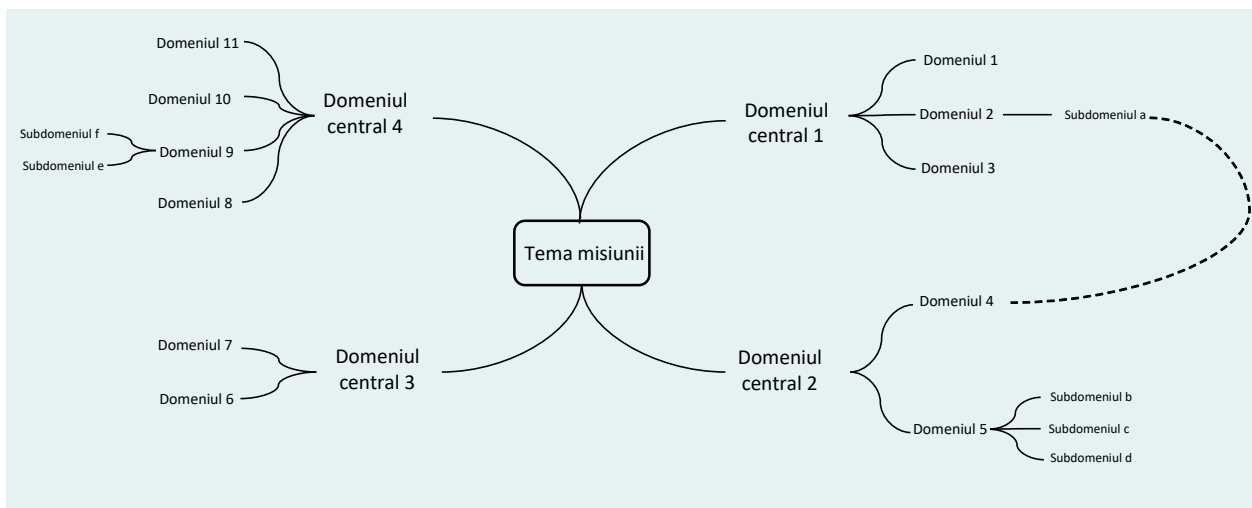 Domeniul 11
Domeniul 10
Domeniul 9
Domeniul 8
Subdomeniul f
Subdomeniul e
Domeniul
central 4
Domeniul
central 1
Domeniul 1
Domeniul 2
Domeniul 3
Subdomeniul a
Tema misiunii
Domeniul 7
Domeniul 6
Domeniul
central 3
Domeniul
central 2
Domeniul 4
Domeniul 5
Subdomeniul b
Subdomeniul c
Subdomeniul d